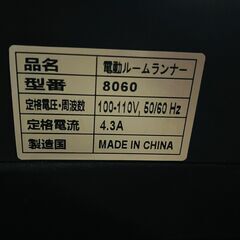 品名 電動ルームランナー
型番 8060
定格電圧・周波数 100-110V, 50/60 Hz
定格電流 4.3A
製造国 MADE IN CHINA